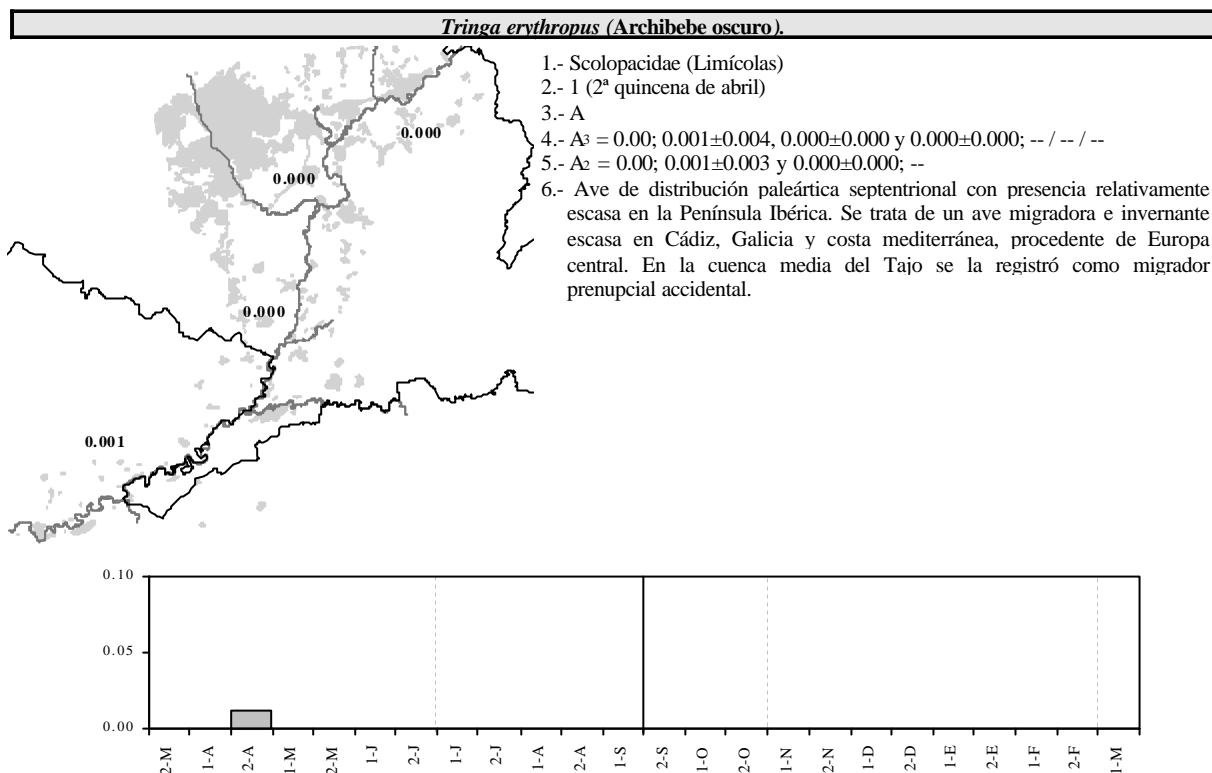 Tringa erythropus (Archibebe oscuro).
1.- Scolopacidae (Limícolas)
2.- 1 (2ª quincena de abril)
3.- A
4.- A3 = 0.00; 0.001±0.004, 0.000±0.000 y 0.000±0.000; -- / -- / --
5.- A2 = 0.00; 0.001±0.003 y 0.000±0.000; --
6.- Ave de distribución paleártica septentrional con presencia relativamente
escasa en la Península Ibérica. Se trata de un ave migradora e invernante
escasa en Cádiz, Galicia y costa mediterránea, procedente de Europa
central. En la cuenca media del Tajo se la registró como migrador
prenupcial accidental.
0.000
0.000
0.000
0.001
0.10
0.05
0.00
2-M 1-A 2-A 1-M 2-M 1-J 2-J 1-J 2-J 1-A 2-A 1-S 2-S 1-O 2-O 1-N 2-N 1-D 2-D 1-E 2-E 1-F 2-F 1-M